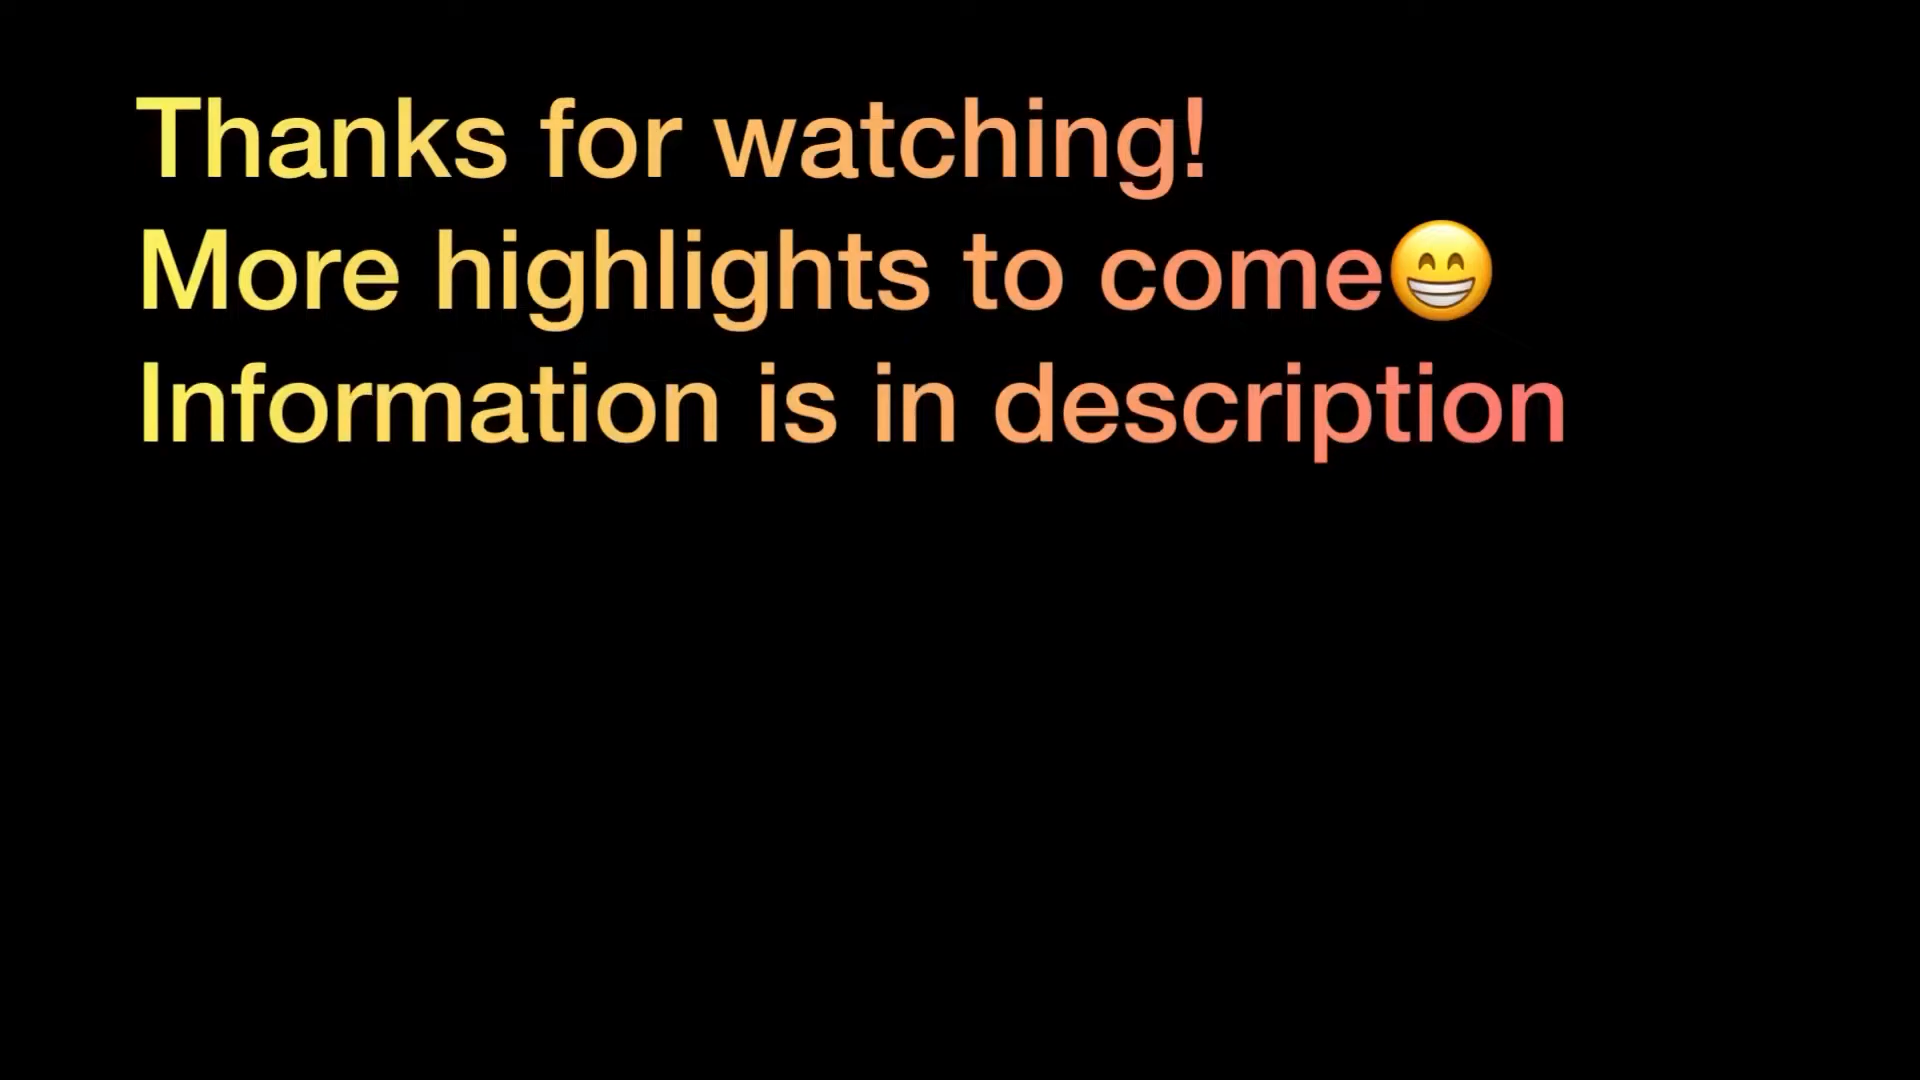 Thanks for watching!
More highlights to come😁
Information is in description